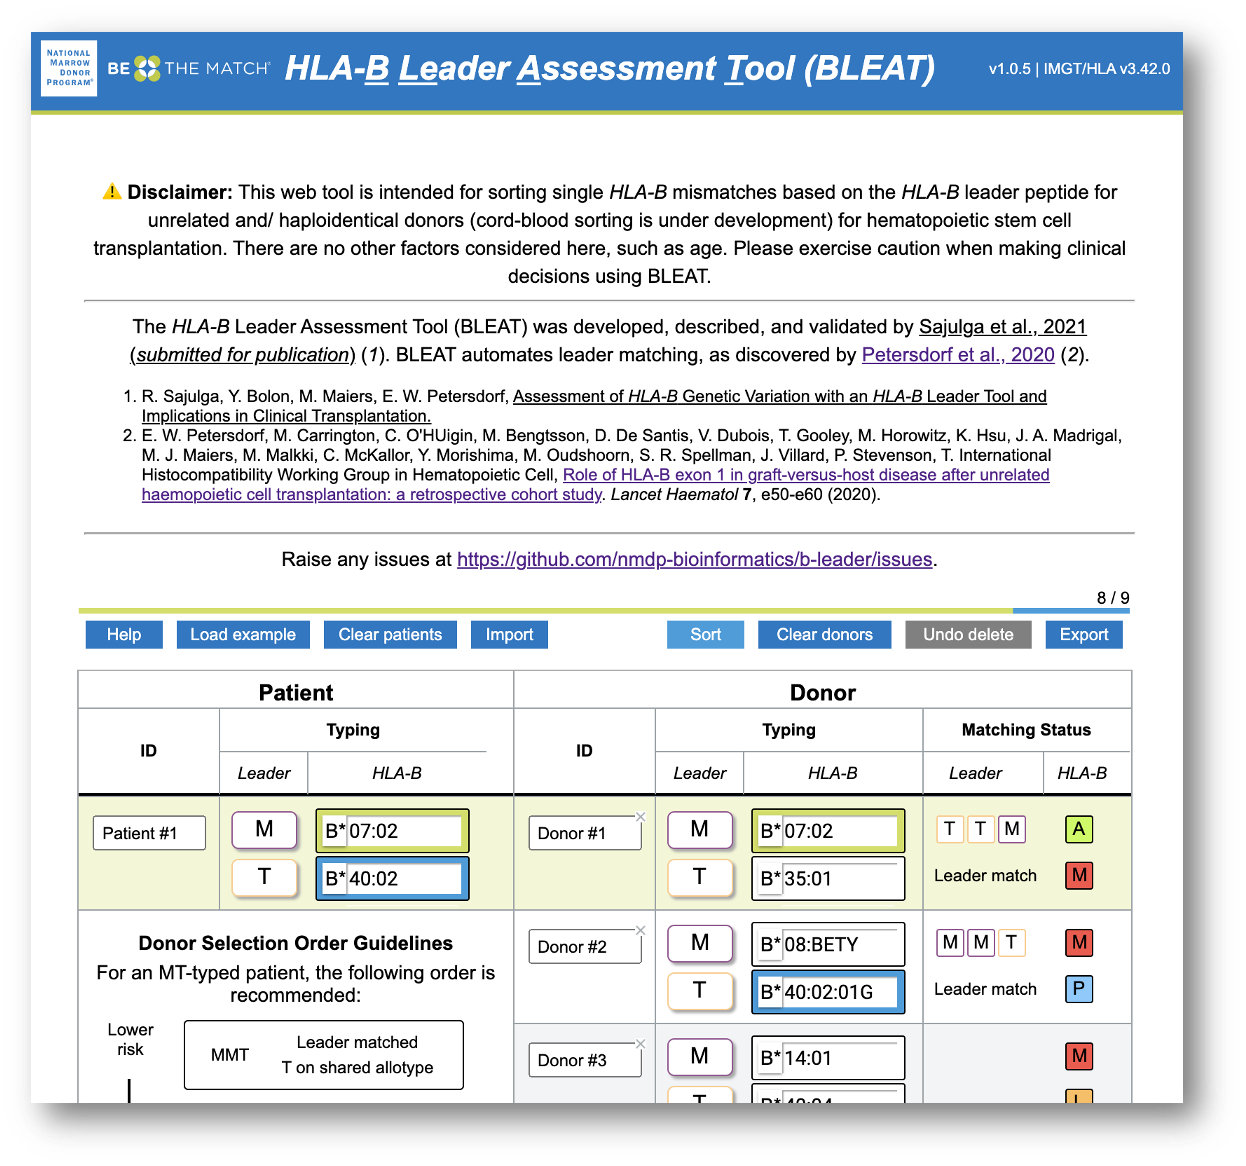 NATIONAL
MARROW
DONOR
PROGRAM®
BE THE MATCH®
HLA-B Leader Assessment Tool (BLEAT)
v1.0.5 | IMGT/HLA v3.42.0
Disclaimer: This web tool is intended for sorting single HLA-B mismatches based on the HLA-B leader peptide for
unrelated and/ haploidentical donors (cord-blood sorting is under development) for hematopoietic stem cell
transplantation. There are no other factors considered here, such as age. Please exercise caution when making clinical
decisions using BLEAT.
The HLA-B Leader Assessment Tool (BLEAT) was developed, described, and validated by Sajulga et al., 2021
(submitted for publication) (1). BLEAT automates leader matching, as discovered by Petersdorf et al., 2020 (2).
1. R. Sajulga, Y. Bolon, M. Maiers, E. W. Petersdorf, Assessment of HLA-B Genetic Variation with an HLA-B Leader Tool and
Implications in Clinical Transplantation.
2. E. W. Petersdorf, M. Carrington, C. O'HUigin, M. Bengtsson, D. De Santis, V. Dubois, T. Gooley, M. Horowitz, K. Hsu, J. A. Madrigal,
M. J. Maiers, M. Malkki, C. McKallor, Y. Morishima, M. Oudshoorn, S. R. Spellman, J. Villard, P. Stevenson, T. International
Histocompatibility Working Group in Hematopoietic Cell, Role of HLA-B exon 1 in graft-versus-host disease after unrelated
haemopoietic cell transplantation: a retrospective cohort study. Lancet Haematol 7, e50-e60 (2020).
Raise any issues at https://github.com/nmdp-bioinformatics/b-leader/issues.
8 / 9
Help Load example Clear patients Import Sort Clear donors Undo delete Export
Patient Donor
ID Typing ID Typing Matching Status
Leader HLA-B Leader HLA-B Leader HLA-B
Patient #1 M B* 07:02 Donor #1 M B* 07:02 T T M A
T B* 40:02 T B* 35:01 Leader match M
Donor #2 M B* 08:BETY M M T M
T B* 40:02:01G Leader match P
Donor Selection Order Guidelines
For an MT-typed patient, the following order is
recommended:
Lower
risk
MMT Leader matched
T on shared allotype
Donor #3 M B* 14:01 M
T